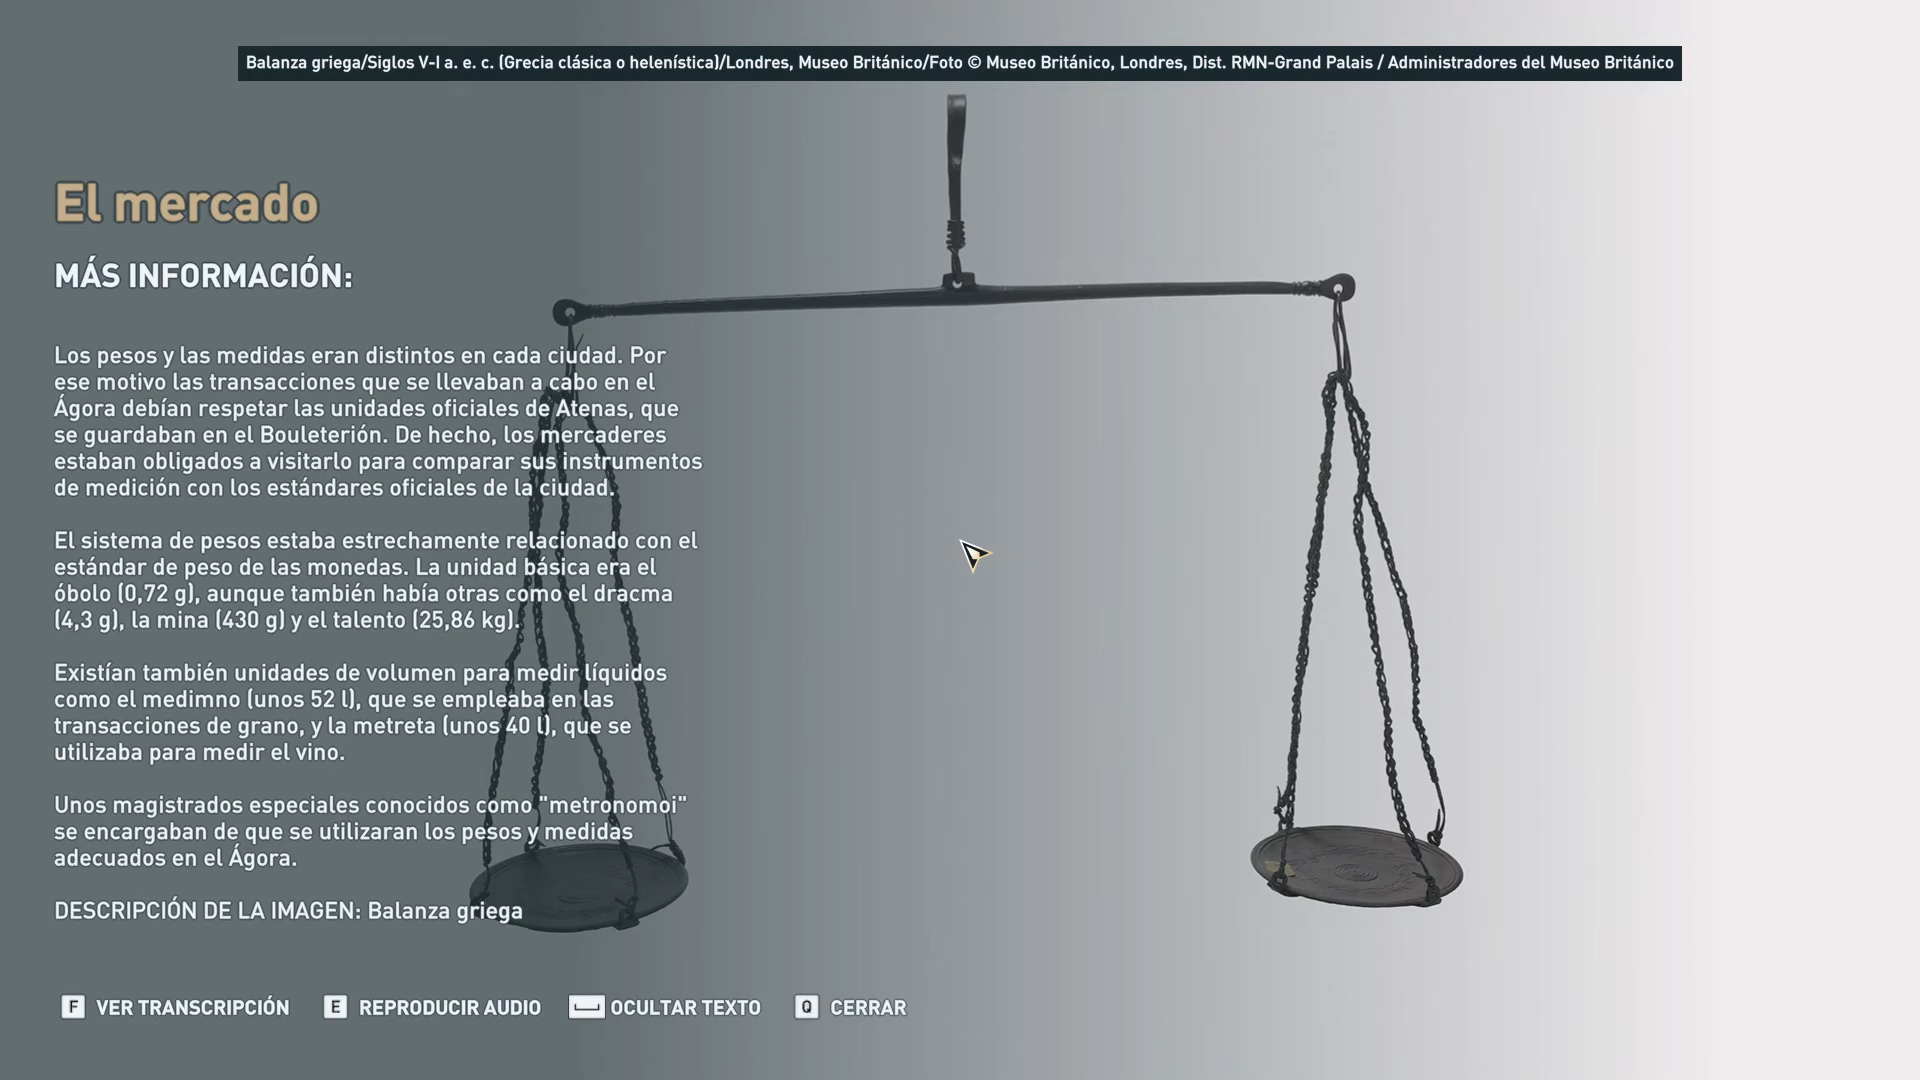 Balanza griega/Siglos V-I a. e. c. (Grecia clásica o helenística)/Londres, Museo Británico/Foto © Museo Británico, Londres, Dist. RMN-Grand Palais / Administradores del Museo Británico
El mercado
MÁS INFORMACIÓN:
Los pesos y las medidas eran distintos en cada ciudad. Por
ese motivo las transacciones que se llevaban a cabo en el
Ágora debían respetar las unidades oficiales de Atenas, que
se guardaban en el Bouleterión. De hecho, los mercaderes
estaban obligados a visitarlo para comparar sus instrumentos
de medición con los estándares oficiales de la ciudad.
El sistema de pesos estaba estrechamente relacionado con el
estándar de peso de las monedas. La unidad básica era el
óbolo (0,72 g), aunque también había otras como el dracma
(4,3 g), la mina (430 g) y el talento (25,86 kg).
Existían también unidades de volumen para medir líquidos
como el medimno (unos 52 l), que se empleaba en las
transacciones de grano, y la metreta (unos 40 l), que se
utilizaba para medir el vino.
Unos magistrados especiales conocidos como "metronomoi"
se encargaban de que se utilizaran los pesos y medidas
adecuados en el Ágora.
DESCRIPCIÓN DE LA IMAGEN: Balanza griega
F VER TRANSCRIPCIÓN E REPRODUCIR AUDIO OCULTAR TEXTO Q CERRAR